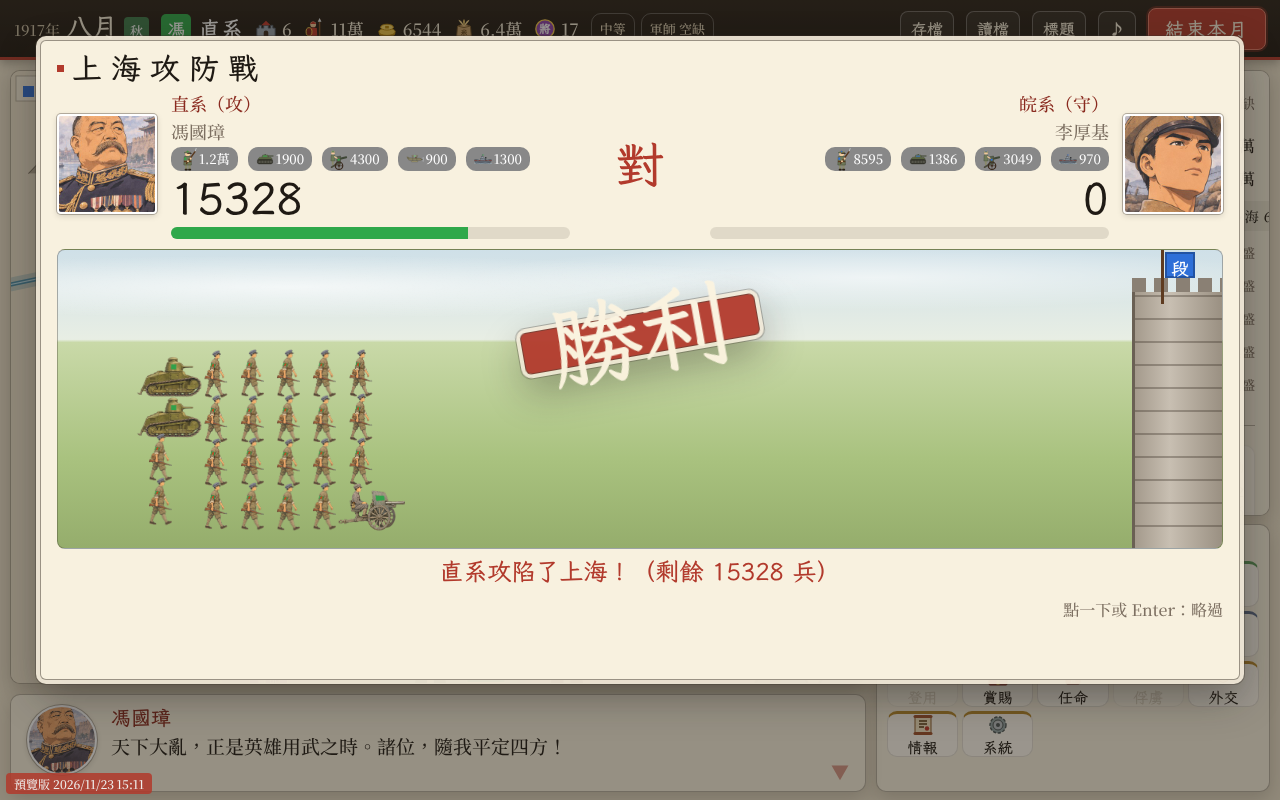 1917年 八月 秋 馮 直系 6 11萬 6544 6.4萬 將 17 中等 軍師 空缺 存檔 讀檔 標題 ♪ 結束本月
上海攻防戰
直系（攻） 皖系（守）
馮國璋 李厚基
1.2萬 1900 4300 900 1300 對 8595 1386 3049 970
15328 0
段
勝利
直系攻陷了上海！（剩餘 15328 兵）
點一下或 Enter：略過
登用 賞賜 任命 俘虜 外交
馮國璋
天下大亂，正是英雄用武之時。諸位，隨我平定四方！
情報 系統
預覽版 2026/11/23 15:11